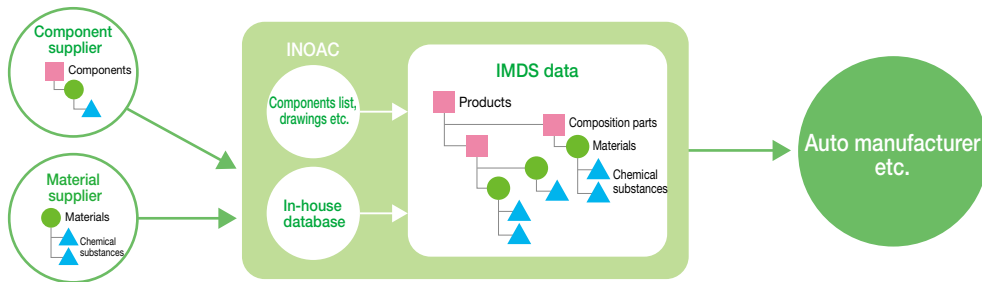 Component
supplier
Components
Material
supplier
Materials
Chemical
substances
INOAC
Components list,
drawings etc.
In-house
database
IMDS data
Products
Composition parts
Materials
Chemical
substances
Auto manufacturer
etc.